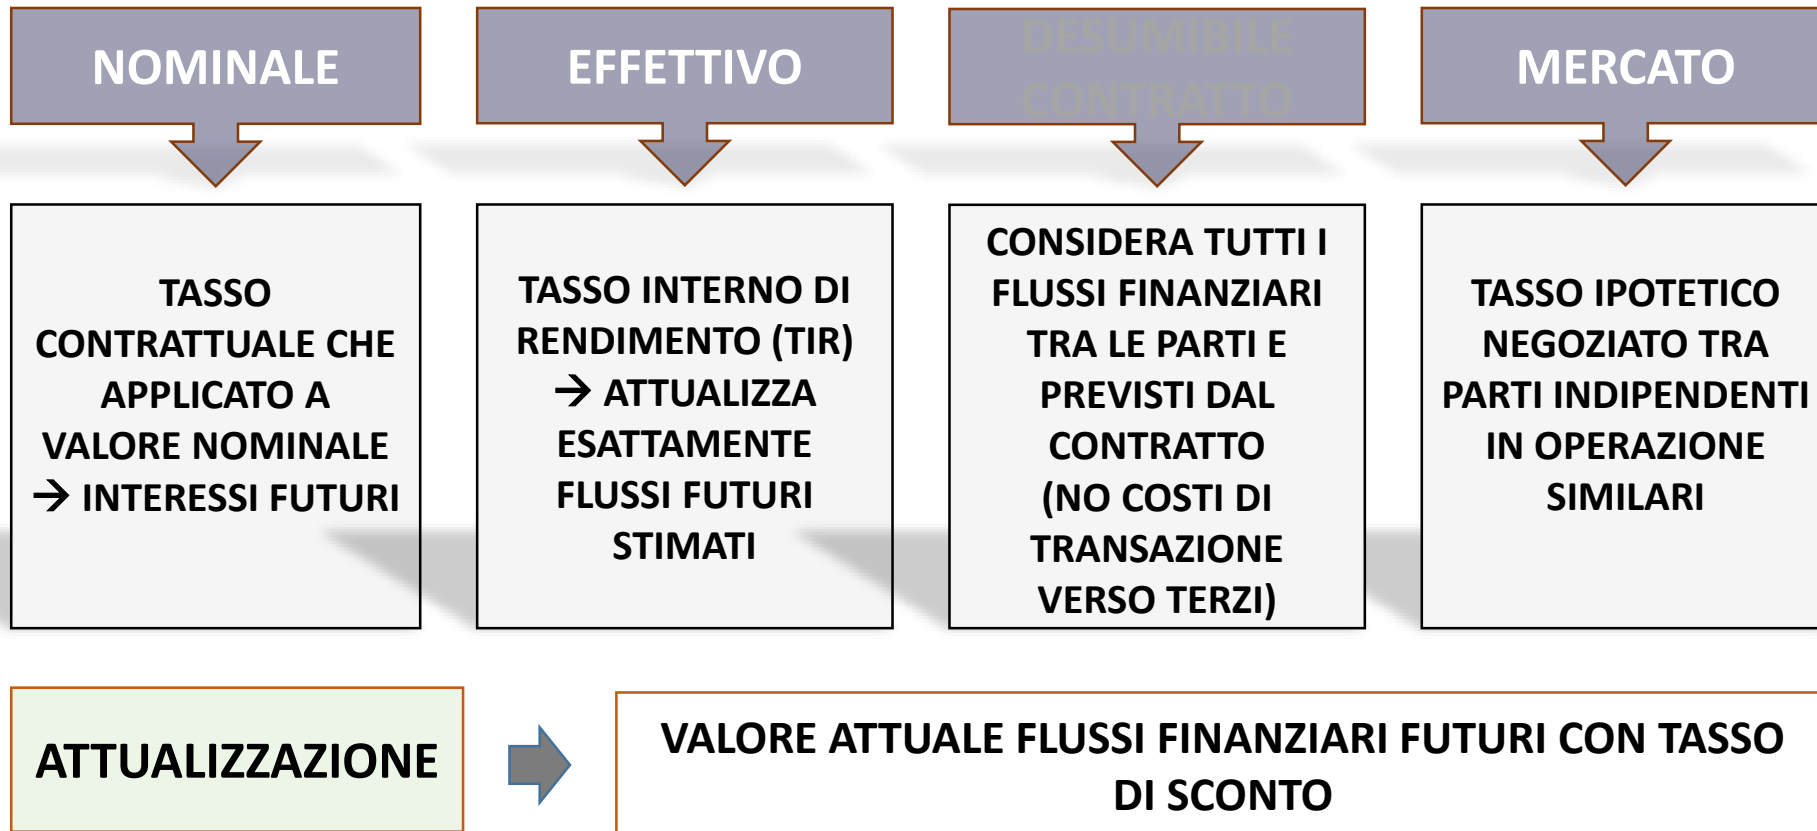 NOMINALE
EFFETTIVO
DESUMIBILE
CONTRATTO
MERCATO
TASSO
CONTRATTUALE CHE
APPLICATO A
VALORE NOMINALE
→ INTERESSI FUTURI
TASSO INTERNO DI
RENDIMENTO (TIR)
→ ATTUALIZZA
ESATTAMENTE
FLUSSI FUTURI
STIMATI
CONSIDERA TUTTI I
FLUSSI FINANZIARI
TRA LE PARTI E
PREVISTI DAL
CONTRATTO
(NO COSTI DI
TRANSAZIONE
VERSO TERZI)
TASSO IPOTETICO
NEGOZIATO TRA
PARTI INDIPENDENTI
IN OPERAZIONE
SIMILARI
ATTUALIZZAZIONE
VALORE ATTUALE FLUSSI FINANZIARI FUTURI CON TASSO
DI SCONTO